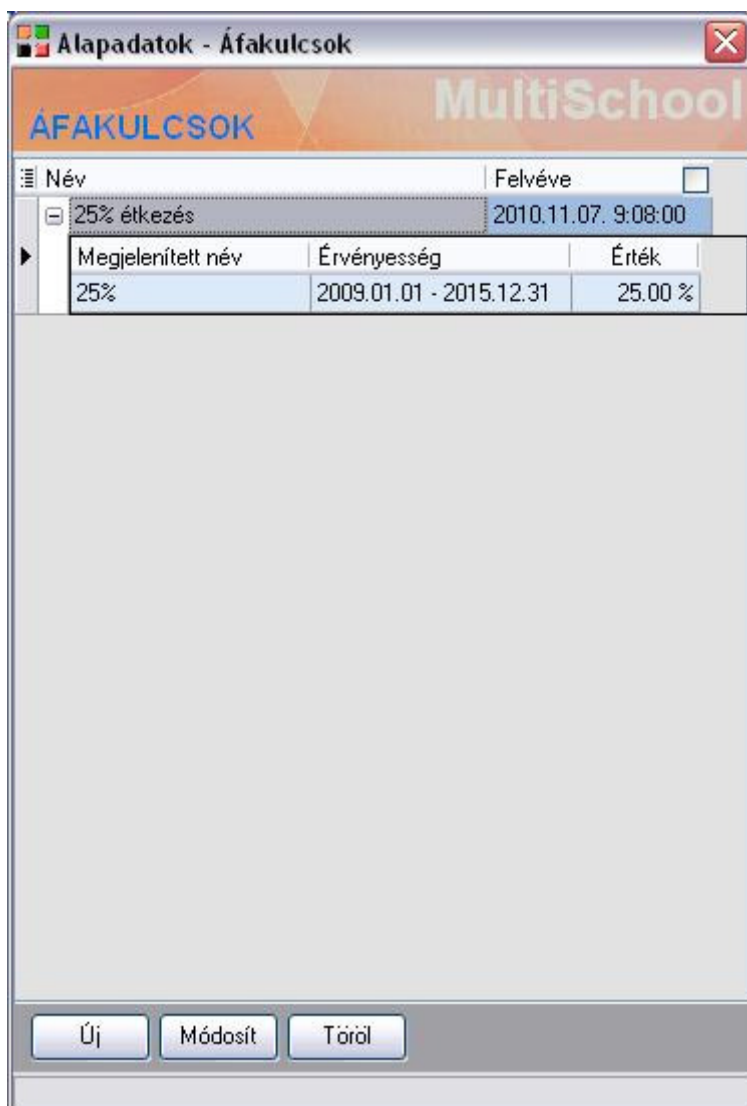 Alapadatok - Áfakulcsok
MultiSchool
ÁFAKULCSOK
Név Felvéve
25% étkezés 2010.11.07. 9:08:00
Megjelenített név Érvényesség Érték
25% 2009.01.01 - 2015.12.31 25.00 %
Új Módosít Töröl